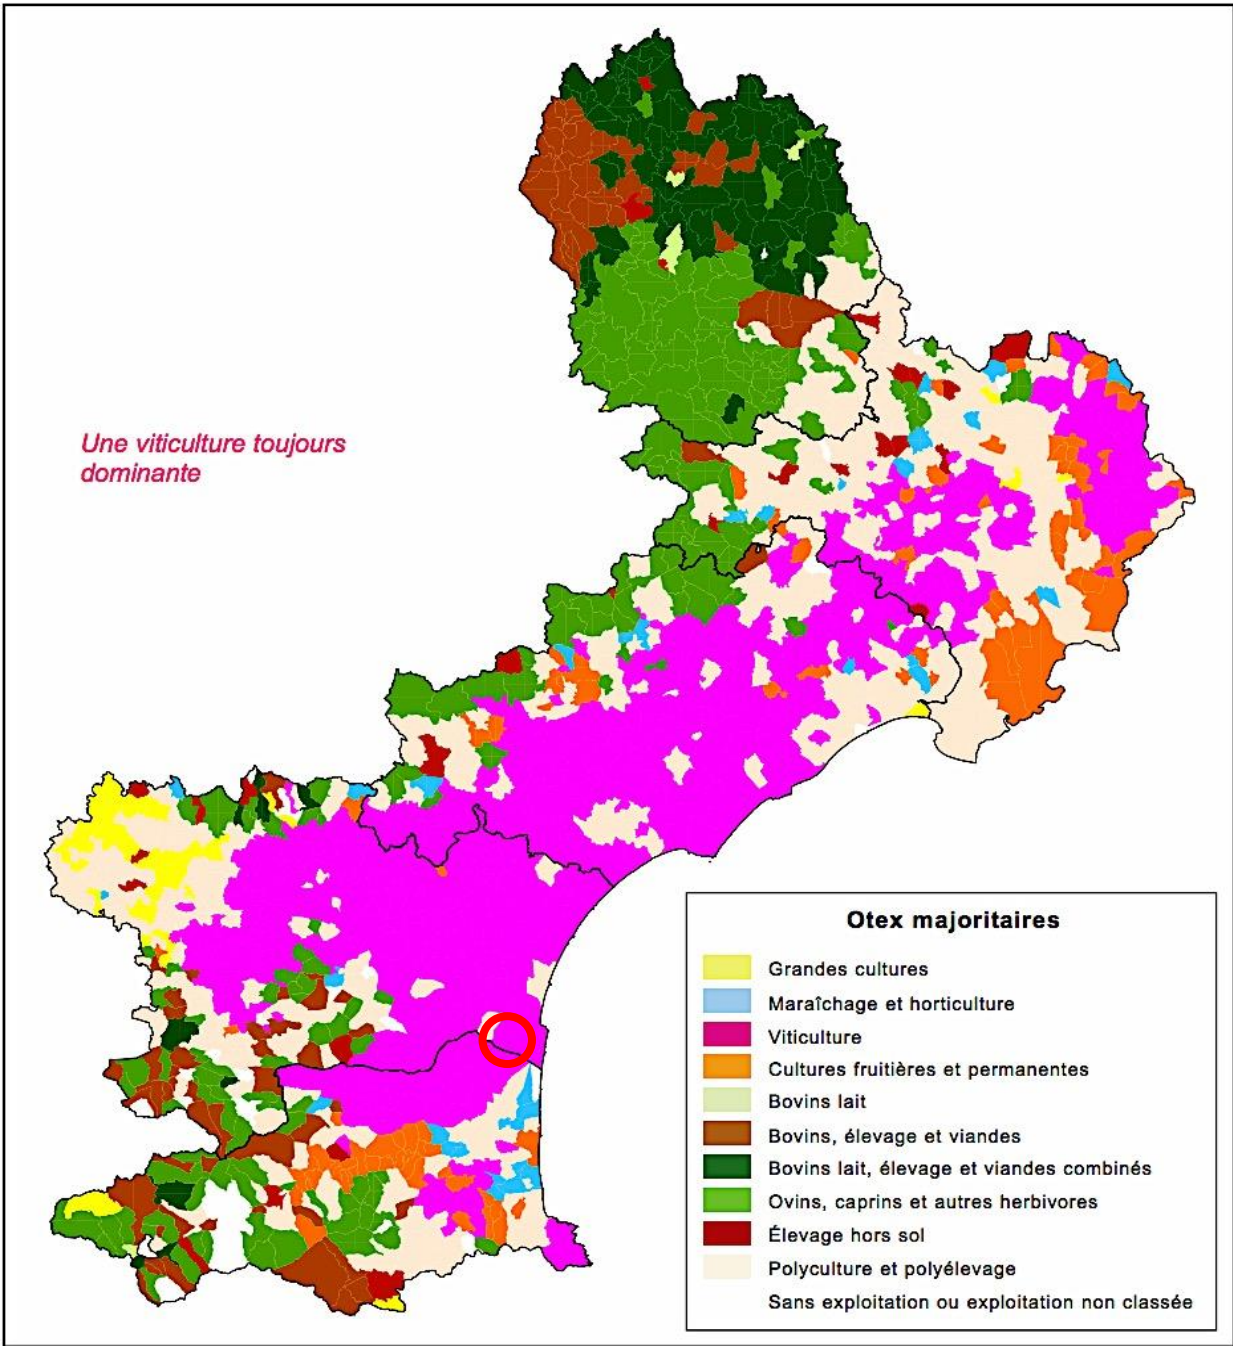 Une viticulture toujours
dominante
Otex majoritaires
Grandes cultures
Maraîchage et horticulture
Viticulture
Cultures fruitières et permanentes
Bovins lait
Bovins, élevage et viandes
Bovins lait, élevage et viandes combinés
Ovins, caprins et autres herbivores
Élevage hors sol
Polyculture et polyélevage
Sans exploitation ou exploitation non classée